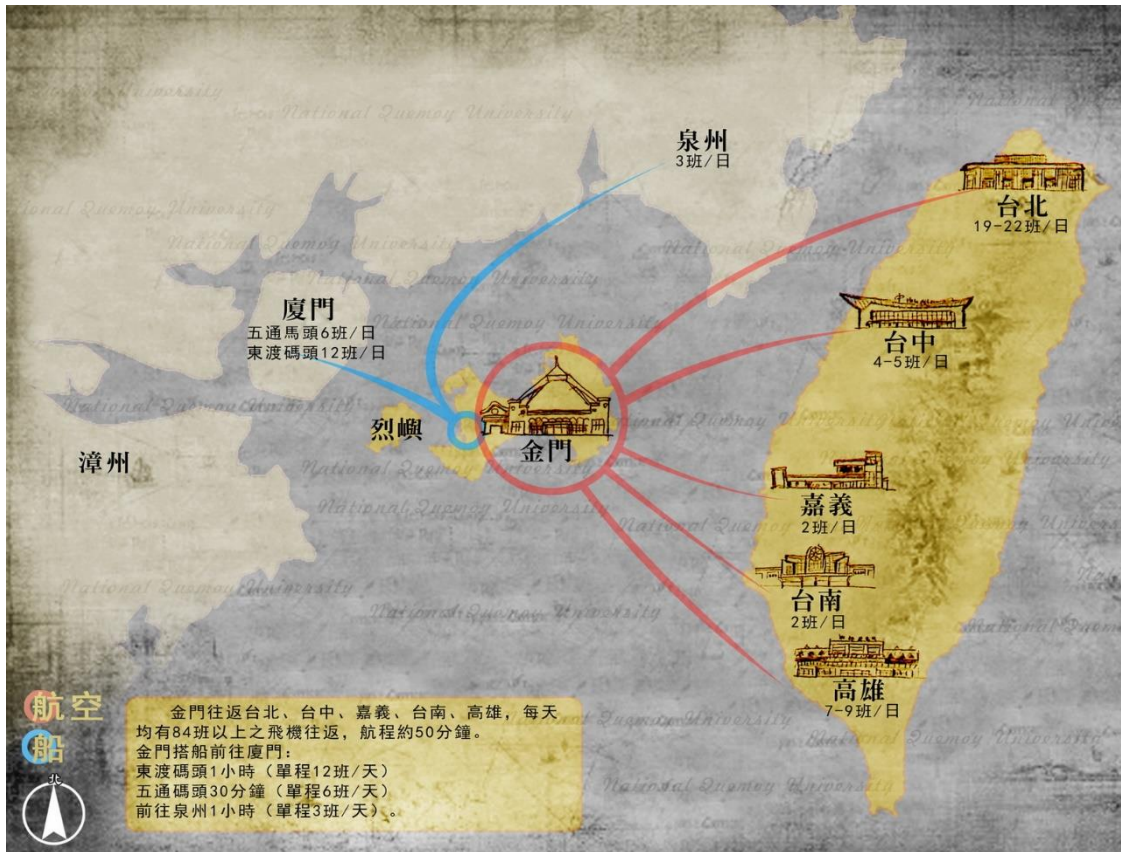 泉州
3班/日
台北
19-22班/日
廈門
五通馬頭6班/日
東渡碼頭12班/日
台中
4-5班/日
烈嶼
金門
漳州
嘉義
2班/日
台南
2班/日
高雄
7-9班/日
航空
船
北
金門往返台北、台中、嘉義、台南、高雄，每天
均有84班以上之飛機往返，航程約50分鐘。
金門搭船前往廈門：
東渡碼頭1小時（單程12班/天）
五通碼頭30分鐘（單程6班/天）
前往泉州1小時（單程3班/天）。
National Quemoy University